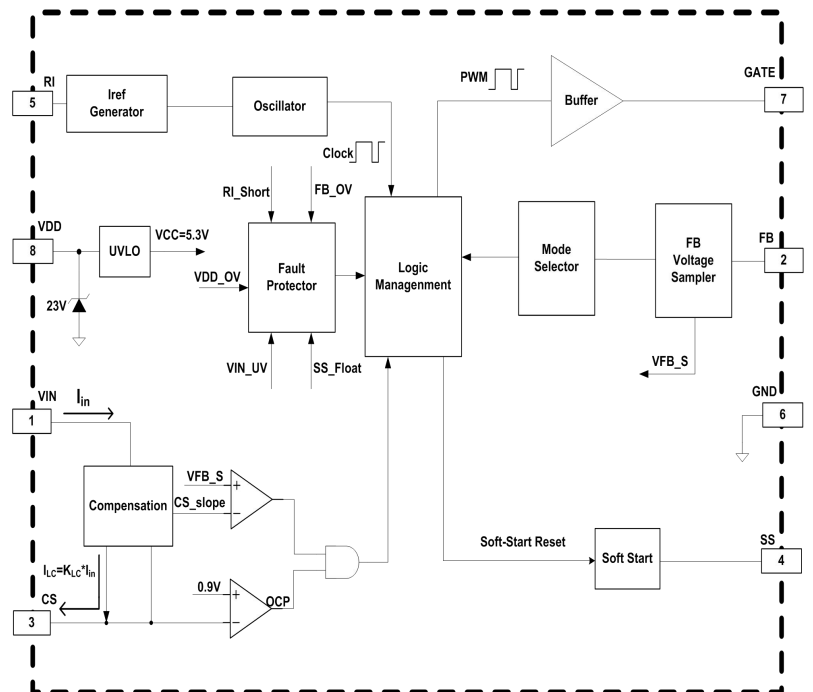 RI
5
Iref
Generator
Oscillator
PWM
Buffer
GATE
7
Clock
RI_Short
FB_OV
VDD
8
UVLO
VCC=5.3V
23V
VDD_OV
Fault
Protector
Logic
Managenment
Mode
Selector
FB
Voltage
Sampler
FB
2
VIN_UV
SS_Float
VFB_S
VIN
1
Iin
GND
6
Compensation
VFB_S
+
CS_slope
−
ILC=KLC*Iin
CS
3
0.9V
+
−
OCP
Soft-Start Reset
Soft Start
SS
4